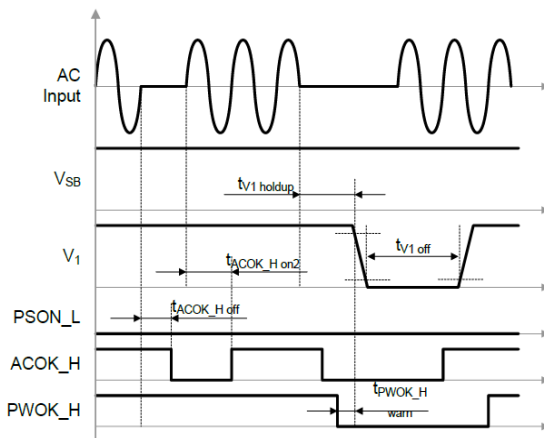 AC
Input
VSB
tV1 holdup
V1
tV1 off
tACOK_H on2
tACOK_H off
PSON_L
ACOK_H
tPWOK_H
warn
PWOK_H